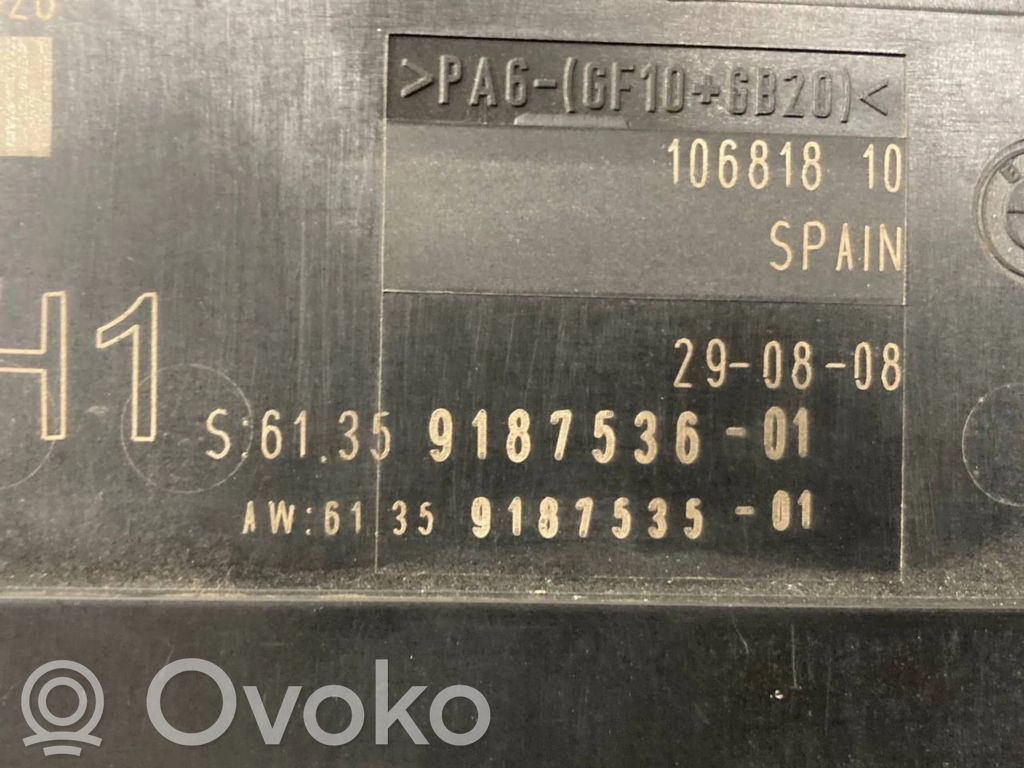 >PA6-(GF10+GB20)<
106818 10
SPAIN
H1
29-08-08
S:61.35 9187536-01
AW:61 35 9187535-01
Ovoko